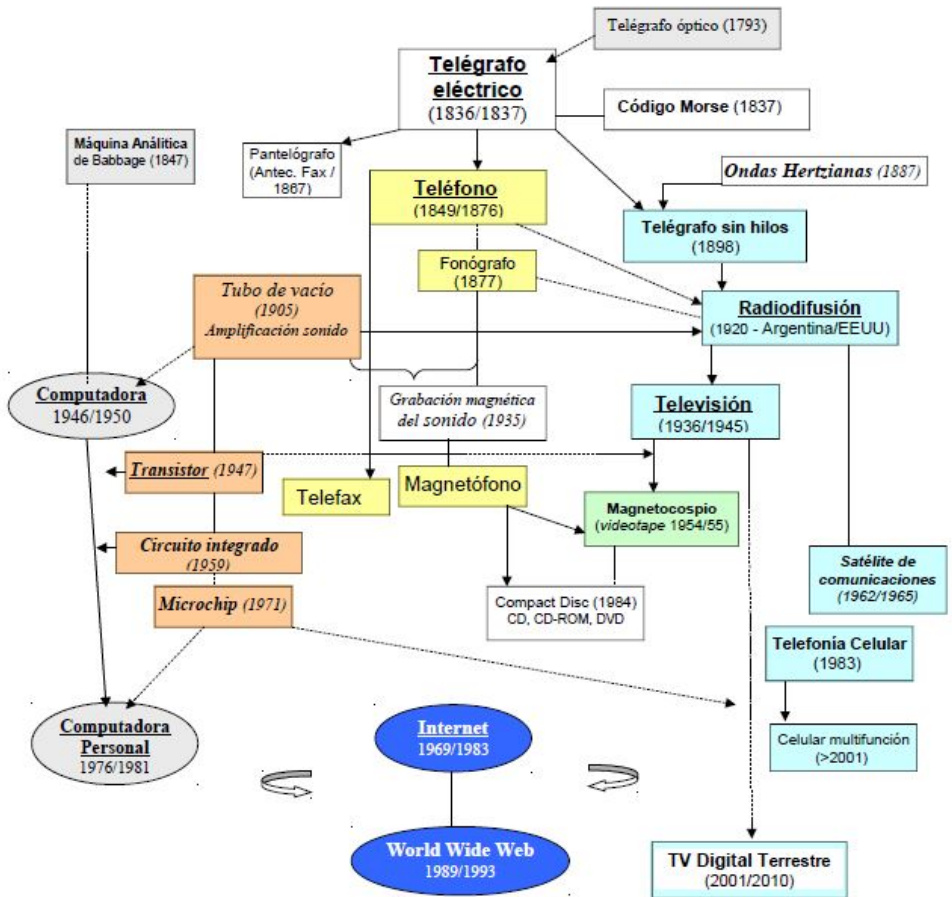 Telégrafo óptico (1793)
Telégrafo
eléctrico
(1836/1837)
Código Morse (1837)
Máquina Análitica
de Babbage (1847)
Pantelógrafo
(Antec. Fax /
1867)
Ondas Hertzianas (1887)
Teléfono
(1849/1876)
Telégrafo sin hilos
(1898)
Fonógrafo
(1877)
Tubo de vacío
(1905)
Amplificación sonido
Radiodifusión
(1920 - Argentina/EEUU)
Computadora
1946/1950
Grabación magnética
del sonido (1935)
Televisión
(1936/1945)
Transistor (1947)
Telefax
Magnetófono
Magnetocospio
(videotape 1954/55)
Circuito integrado
(1959)
Satélite de
comunicaciones
(1962/1965)
Microchip (1971)
Compact Disc (1984)
CD, CD-ROM, DVD
Telefonía Celular
(1983)
Computadora
Personal
1976/1981
Internet
1969/1983
Celular multifunción
(>2001)
World Wide Web
1989/1993
TV Digital Terrestre
(2001/2010)